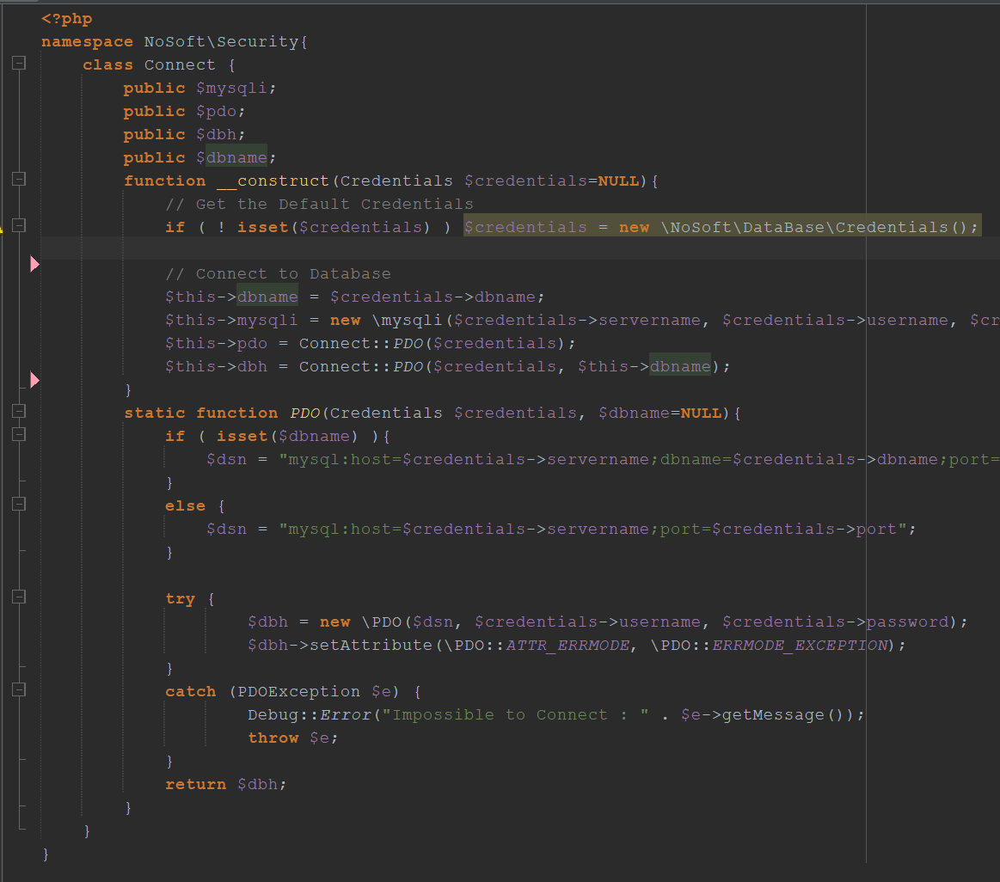 <?php
namespace NoSoft\Security{
    class Connect {
        public $mysqli;
        public $pdo;
        public $dbh;
        public $dbname;
        function __construct(Credentials $credentials=NULL){
            // Get the Default Credentials
            if ( ! isset($credentials) ) $credentials = new \NoSoft\DataBase\Credentials();

            // Connect to Database
            $this->dbname = $credentials->dbname;
            $this->mysqli = new \mysqli($credentials->servername, $credentials->username, $cr
            $this->pdo = Connect::PDO($credentials);
            $this->dbh = Connect::PDO($credentials, $this->dbname);
        }
        static function PDO(Credentials $credentials, $dbname=NULL){
            if ( isset($dbname) ){
                $dsn = "mysql:host=$credentials->servername;dbname=$credentials->dbname;port=
            }
            else {
                $dsn = "mysql:host=$credentials->servername;port=$credentials->port";
            }

            try {
                    $dbh = new \PDO($dsn, $credentials->username, $credentials->password);
                    $dbh->setAttribute(\PDO::ATTR_ERRMODE, \PDO::ERRMODE_EXCEPTION);
            }
            catch (PDOException $e) {
                    Debug::Error("Impossible to Connect : " . $e->getMessage());
                    throw $e;
            }
            return $dbh;
        }
    }
}